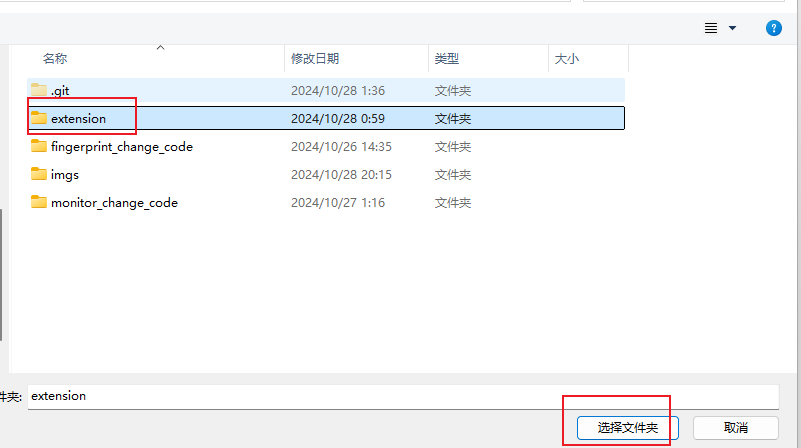 名称 修改日期 类型 大小
.git 2024/10/28 1:36 文件夹
extension 2024/10/28 0:59 文件夹
fingerprint_change_code 2024/10/26 14:35 文件夹
imgs 2024/10/28 20:15 文件夹
monitor_change_code 2024/10/27 1:16 文件夹
件夹: extension
选择文件夹 取消